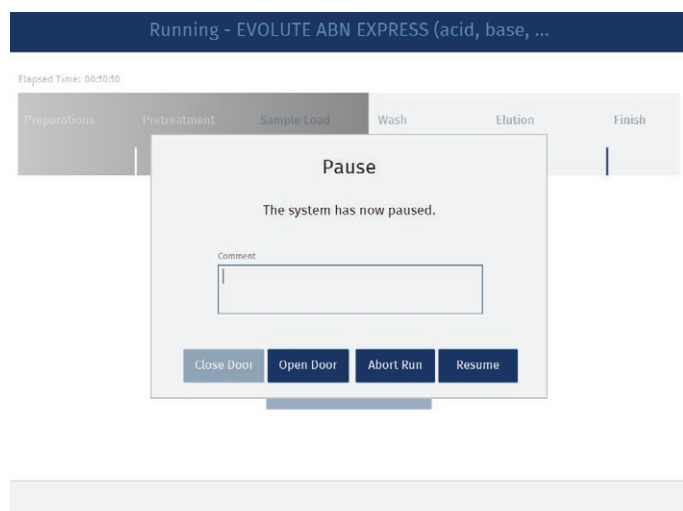 Running - EVOLUTE ABN EXPRESS (acid, base, ...
Elapsed Time: 00:10:10
Preparations Pretreatment Sample Load Wash Elution Finish
Pause
The system has now paused.
Comment
Close Door Open Door Abort Run Resume